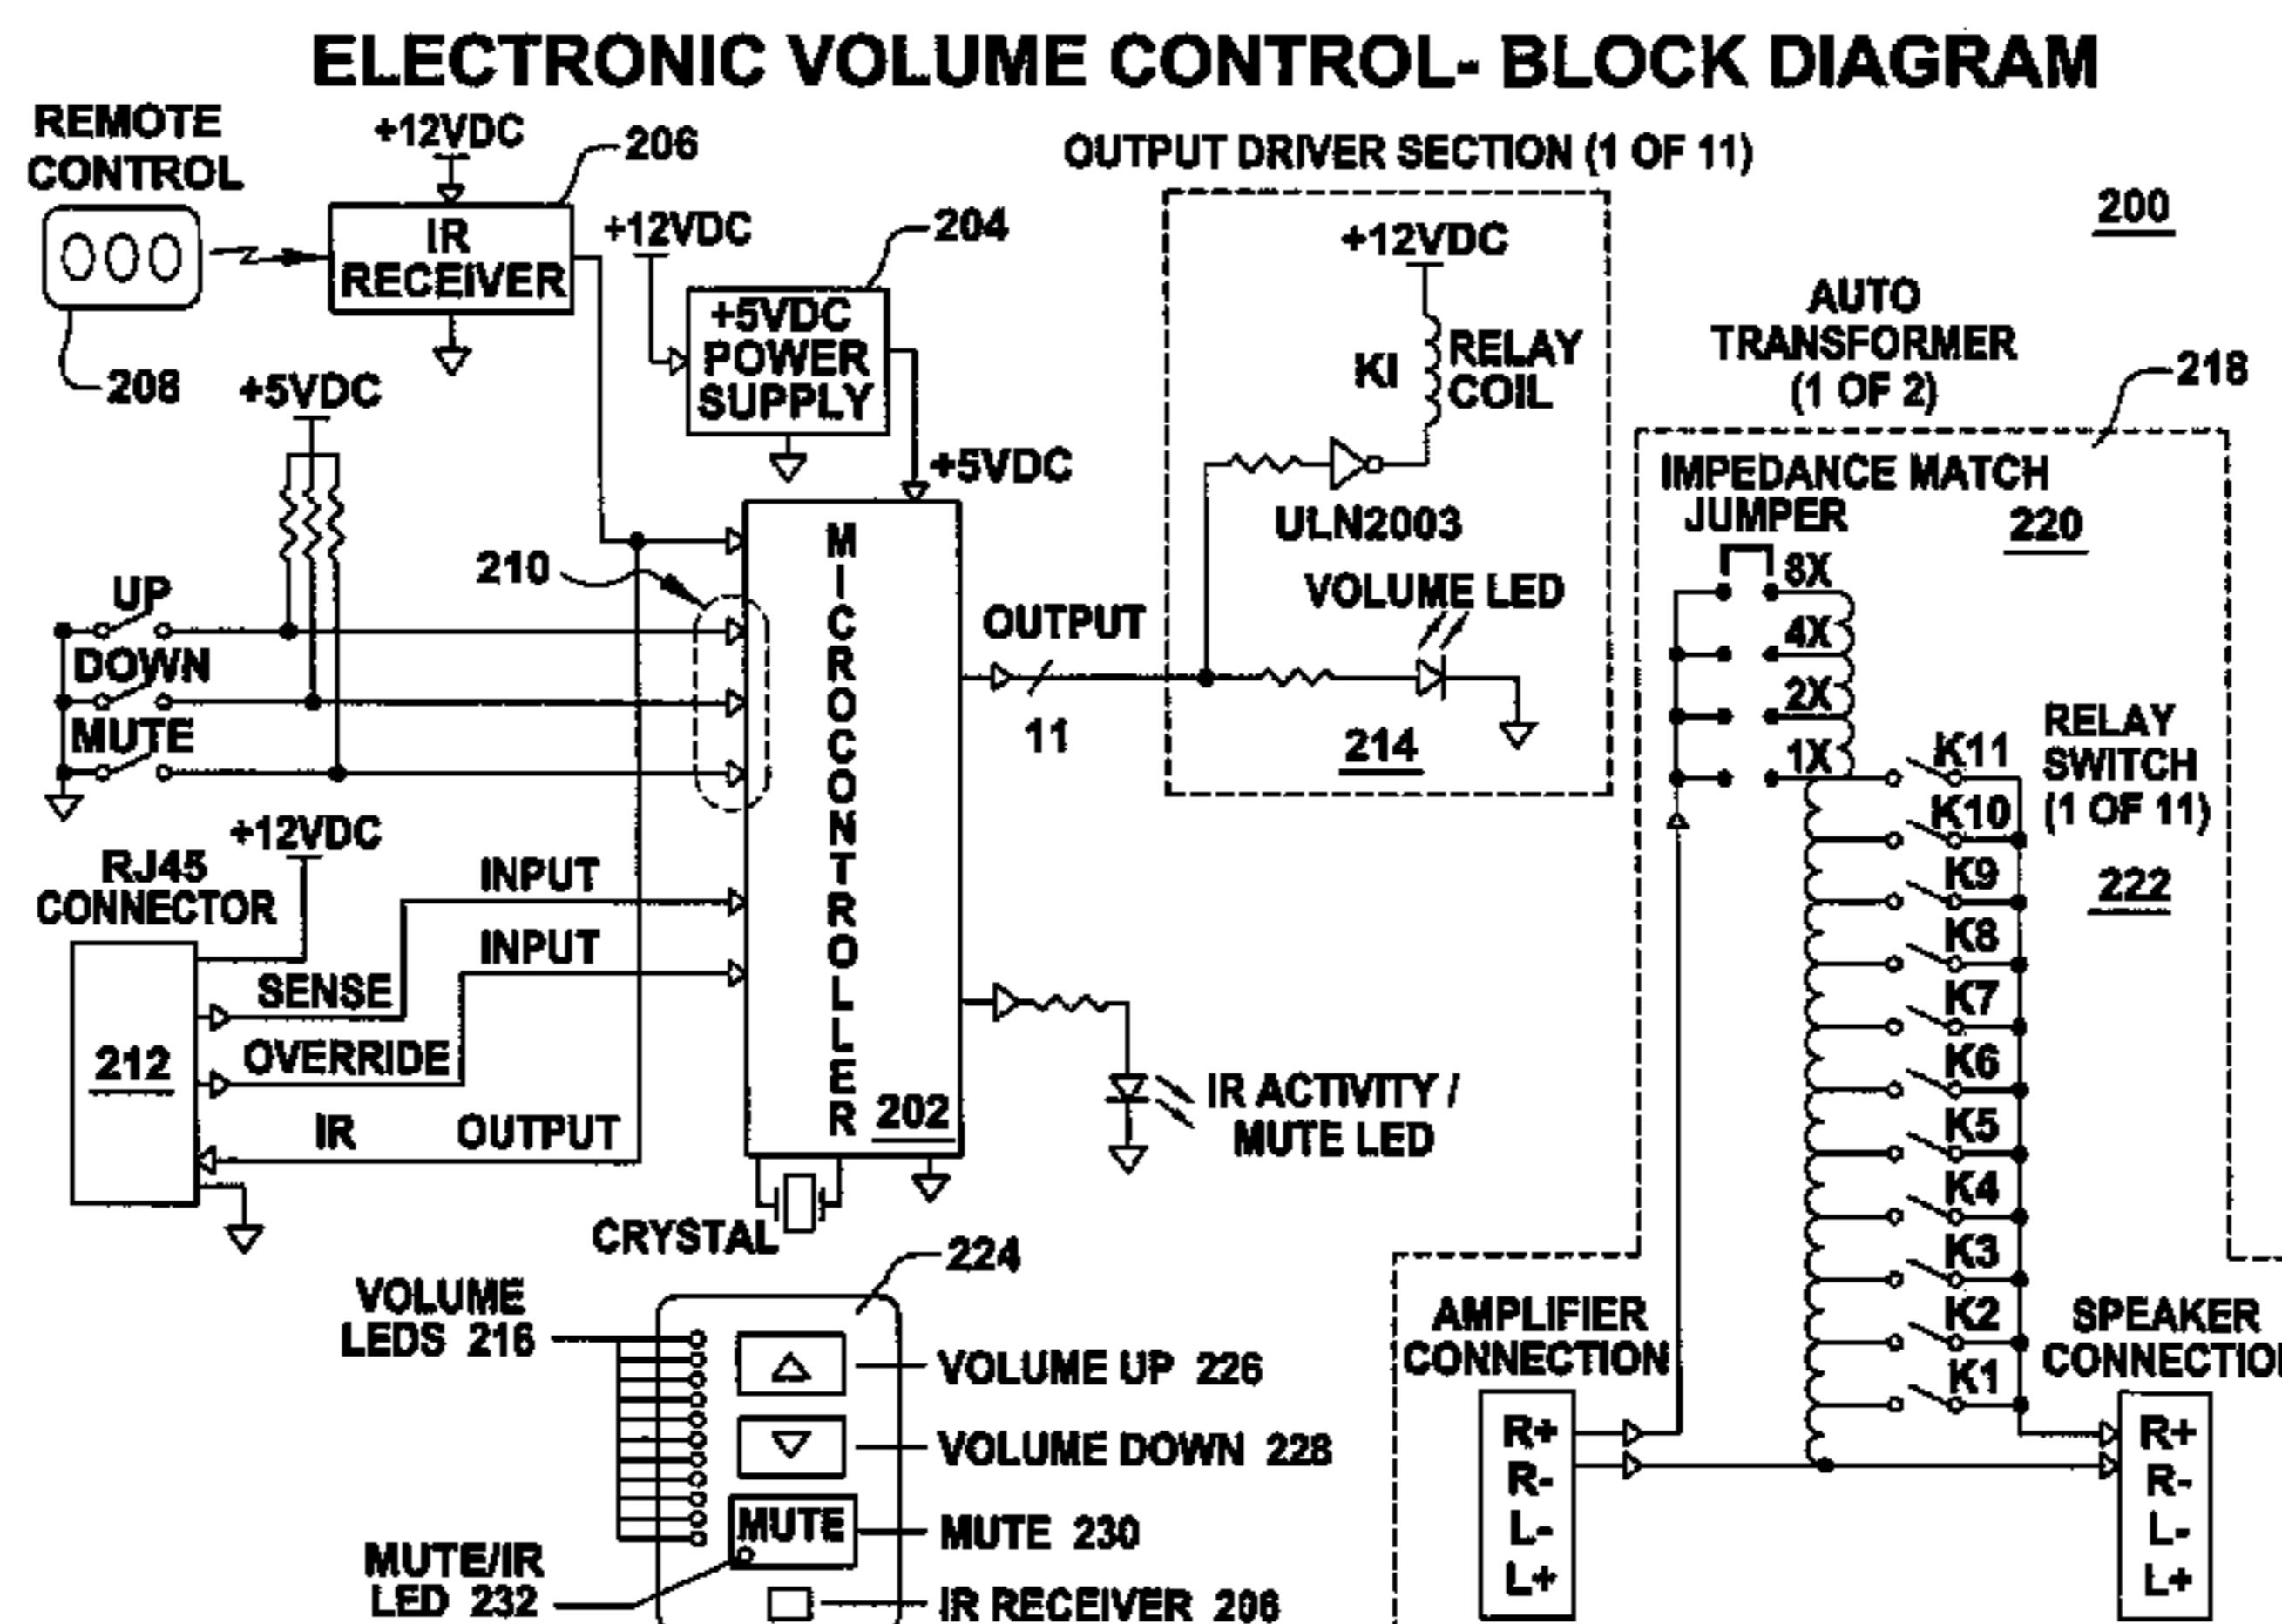 ELECTRONIC VOLUME CONTROL- BLOCK DIAGRAM
REMOTE
CONTROL
208
+12VDC
206
IR
RECEIVER
+12VDC
204
+5VDC
POWER
SUPPLY
+5VDC
+5VDC
210
UP
DOWN
MUTE
RJ45
CONNECTOR
+12VDC
212
SENSE
INPUT
OVERRIDE
INPUT
IR
OUTPUT
MICROCONTROLLER
202
CRYSTAL
OUTPUT
11
IR ACTIVITY /
MUTE LED
OUTPUT DRIVER SECTION (1 OF 11)
+12VDC
KI
RELAY
COIL
ULN2003
VOLUME LED
214
200
AUTO
TRANSFORMER
(1 OF 2)
218
IMPEDANCE MATCH
JUMPER
220
8X
4X
2X
1X
K11
K10
K9
K8
K7
K6
K5
K4
K3
K2
K1
RELAY
SWITCH
(1 OF 11)
222
AMPLIFIER
CONNECTION
R+
R-
L-
L+
SPEAKER
CONNECTION
R+
R-
L-
L+
224
VOLUME
LEDS 216
VOLUME UP 226
VOLUME DOWN 228
MUTE
MUTE 230
MUTE/IR
LED 232
IR RECEIVER 206